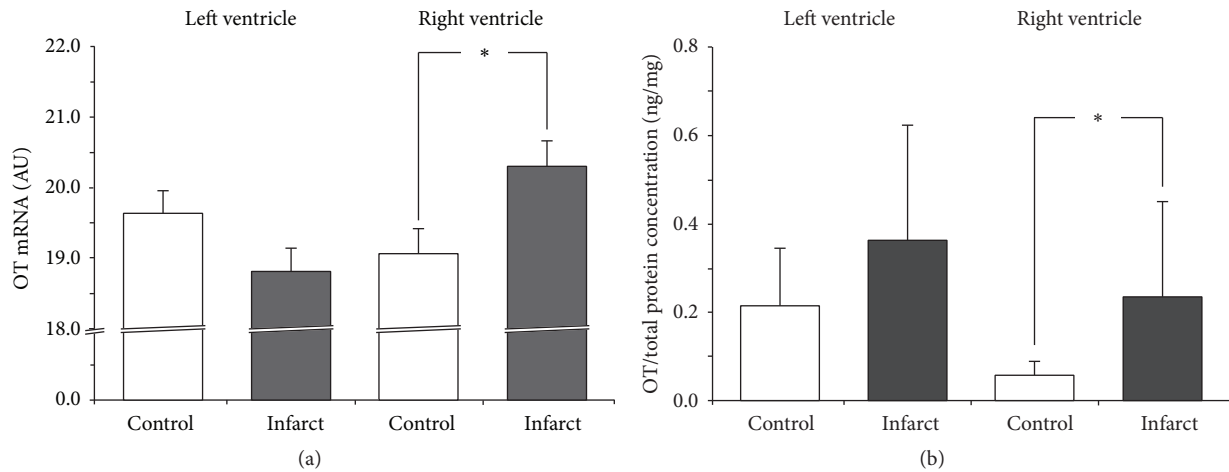 Left ventricle Right ventricle
22.0
21.0
20.0
19.0
18.0
0.0
OT mRNA (AU)
*
Control Infarct Control Infarct
(a)
Left ventricle Right ventricle
0.8
0.6
0.4
0.2
0.0
OT/total protein concentration (ng/mg)
*
Control Infarct Control Infarct
(b)